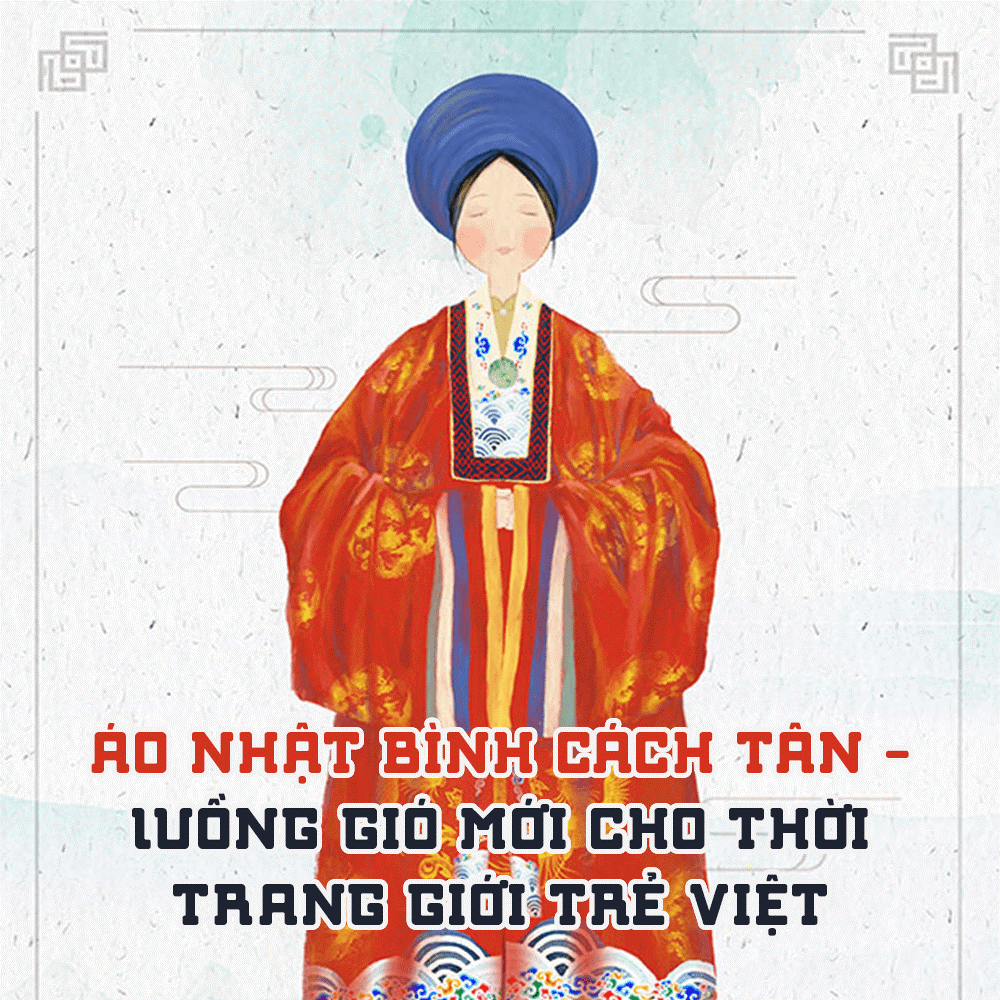 ÁO NHẬT BÌNH CÁCH TÂN -
LUỒNG GIÓ MỚI CHO THỜI
TRANG GIỚI TRẺ VIỆT